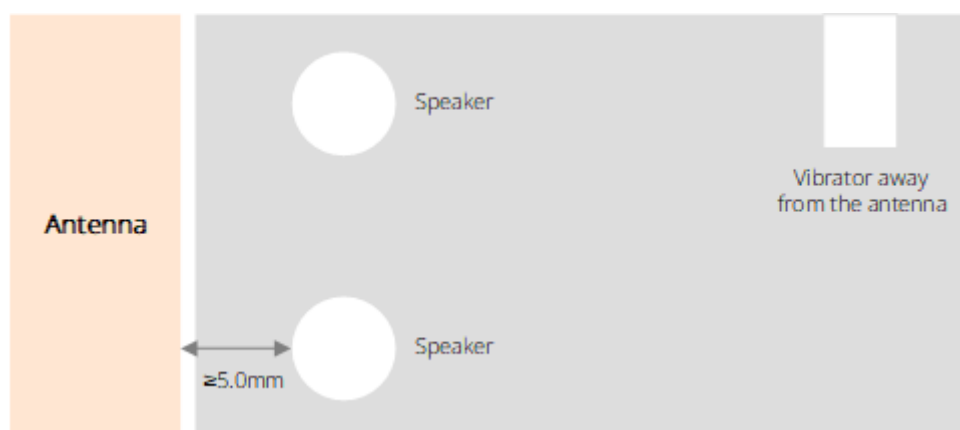 Speaker
Vibrator away
from the antenna
Antenna
Speaker
≥5.0mm